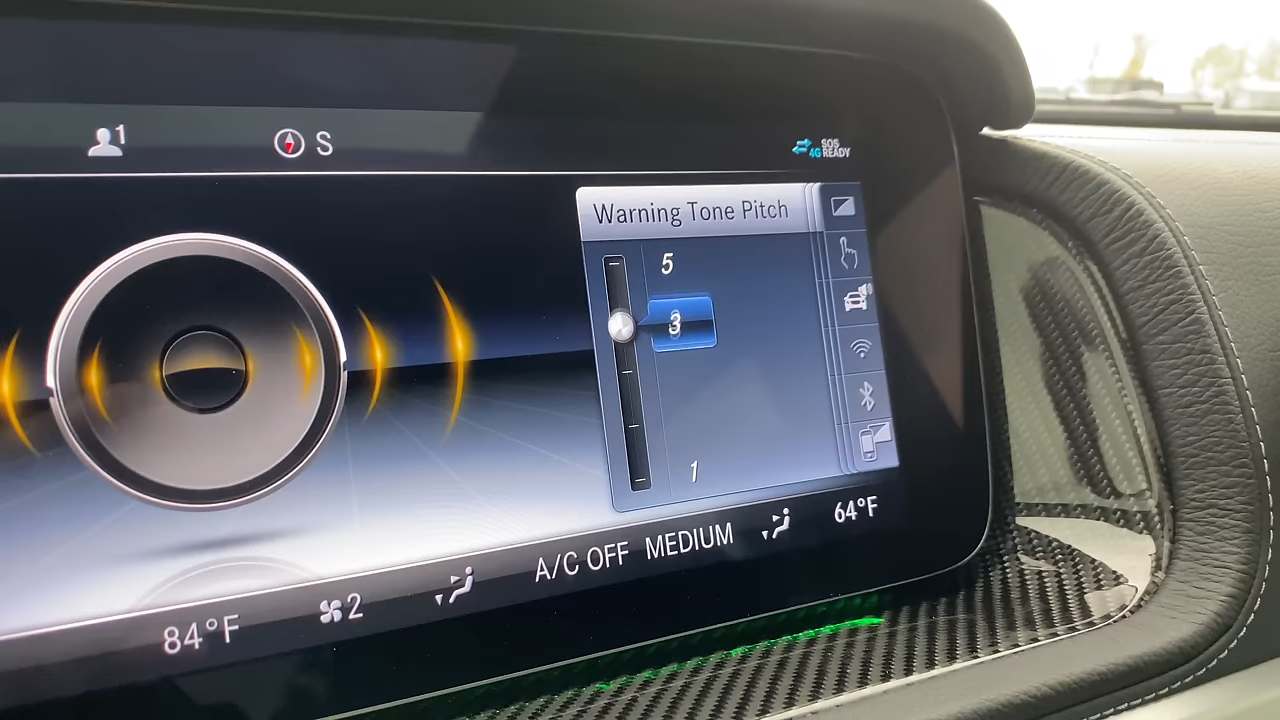 1
S
SOS
4G READY
Warning Tone Pitch
5
3
1
84°F
2
A/C OFF MEDIUM
64°F